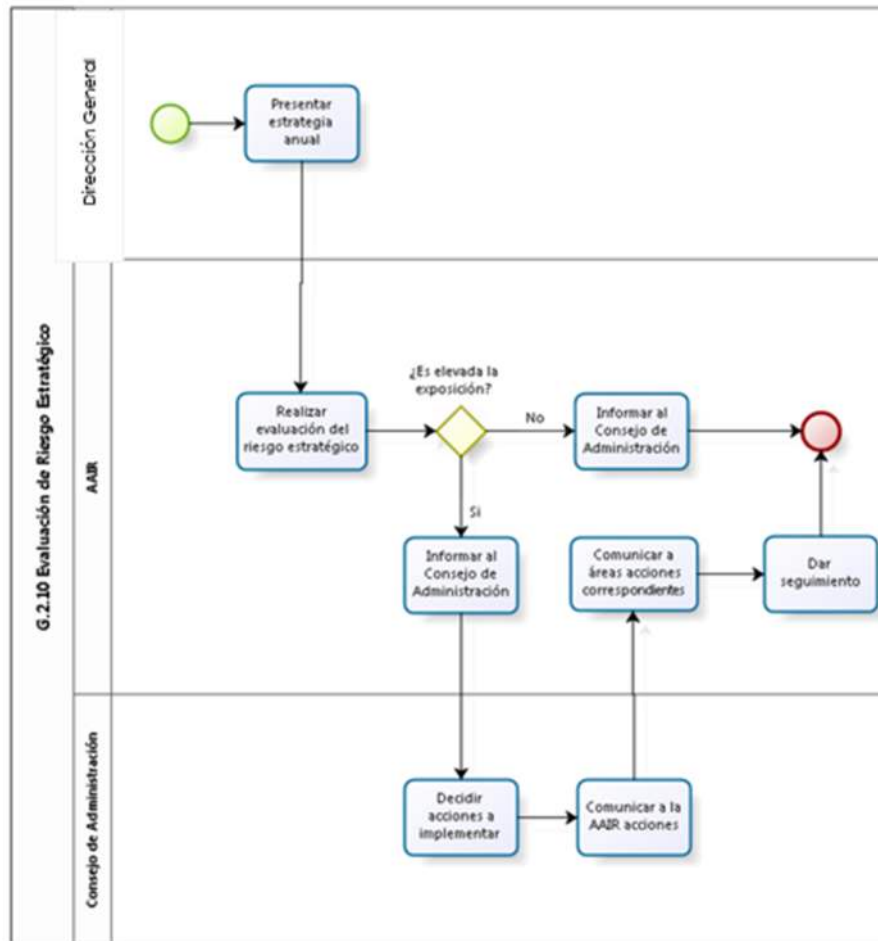 G.2.10 Evaluación de Riesgo Estratégico
Dirección General
Presentar
estrategia
anual
AAIR
Realizar
evaluación del
riesgo estratégico
¿Es elevada la
exposición?
No
Informar al
Consejo de
Administración
Si
Informar al
Consejo de
Administración
Comunicar a
áreas acciones
correspondientes
Dar
seguimiento
Consejo de Administración
Decidir
acciones a
implementar
Comunicar a la
AAIR acciones